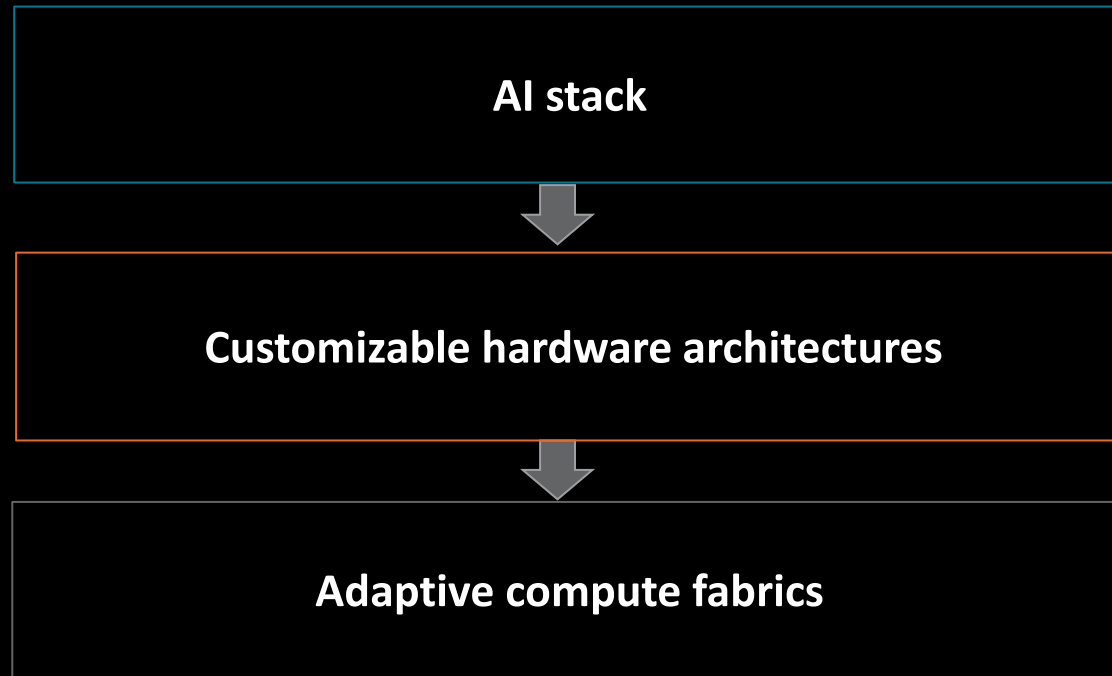 AI stack
Customizable hardware architectures
Adaptive compute fabrics